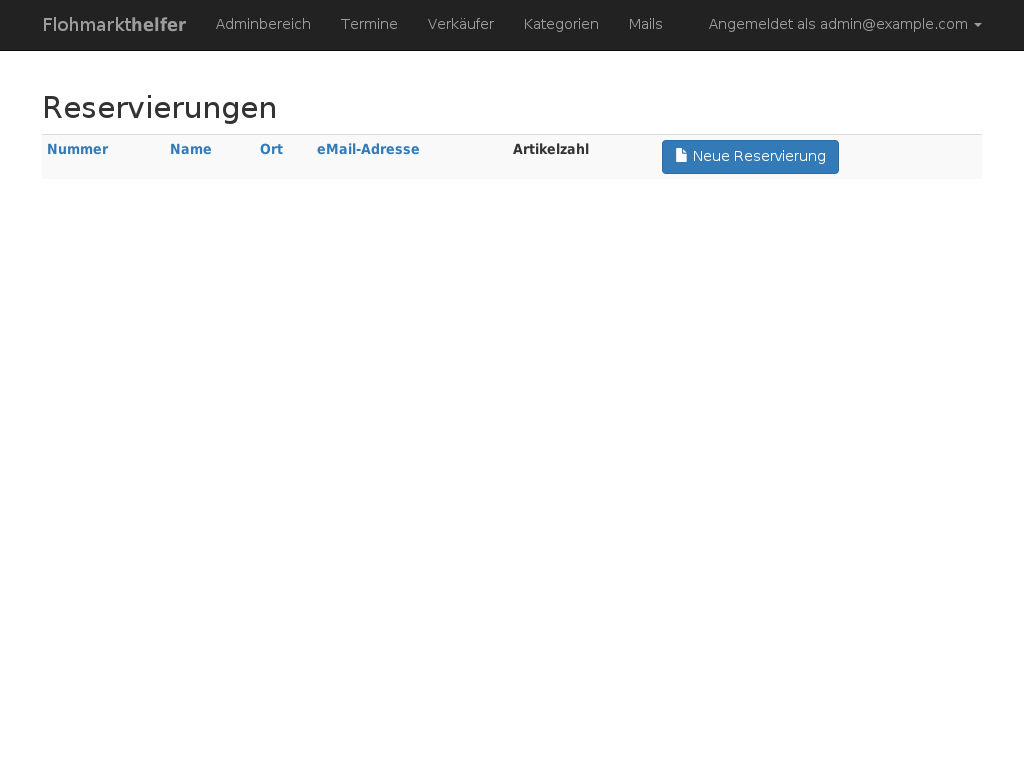 Flohmarkthelfer Adminbereich Termine Verkäufer Kategorien Mails Angemeldet als admin@example.com
Reservierungen
Nummer Name Ort eMail-Adresse Artikelzahl Neue Reservierung